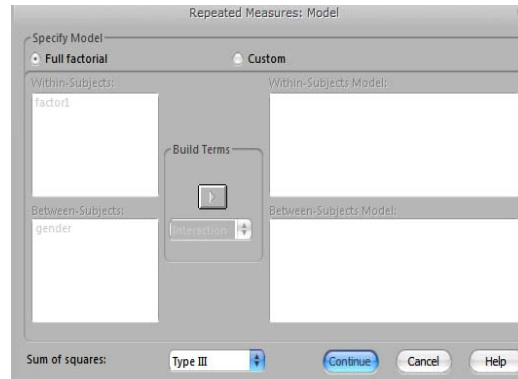 Repeated Measures: Model
Specify Model
Full factorial
Custom
Within-Subjects:
Within-Subjects Model:
factor1
Build Terms
Interaction
Between-Subjects:
Between-Subjects Model:
gender
Sum of squares:
Type III
Continue
Cancel
Help